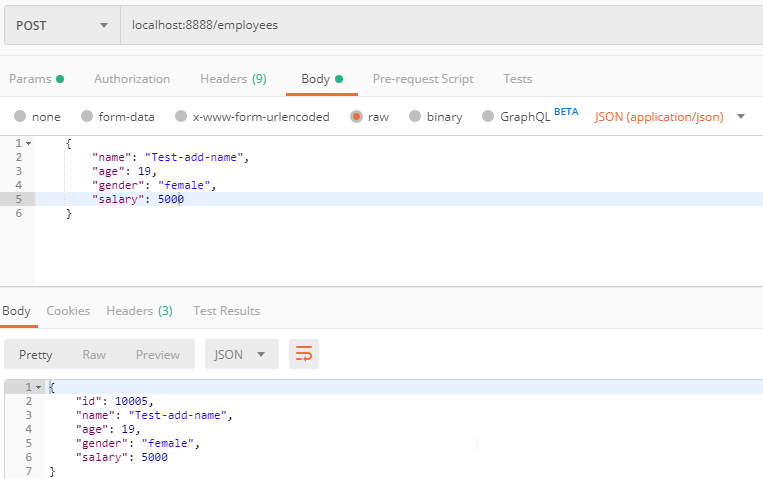 POST localhost:8888/employees
Params Authorization Headers (9) Body Pre-request Script Tests
none form-data x-www-form-urlencoded raw binary GraphQL BETA JSON (application/json)
1 {
2 "name": "Test-add-name",
3 "age": 19,
4 "gender": "female",
5 "salary": 5000
6 }
Body Cookies Headers (3) Test Results
Pretty Raw Preview JSON
1 {
2 "id": 10005,
3 "name": "Test-add-name",
4 "age": 19,
5 "gender": "female",
6 "salary": 5000
7 }